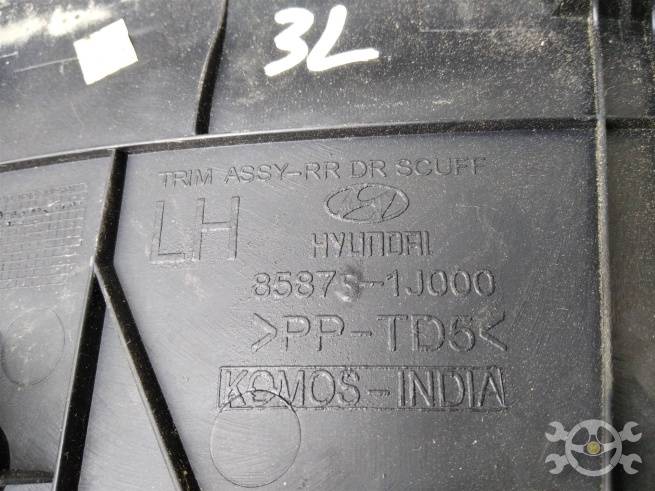 3L
TRIM ASSY-RR DR SCUFF
LH
HYUNDAI
85875-1J000
>PP-TD5<
KOMOS-INDIA